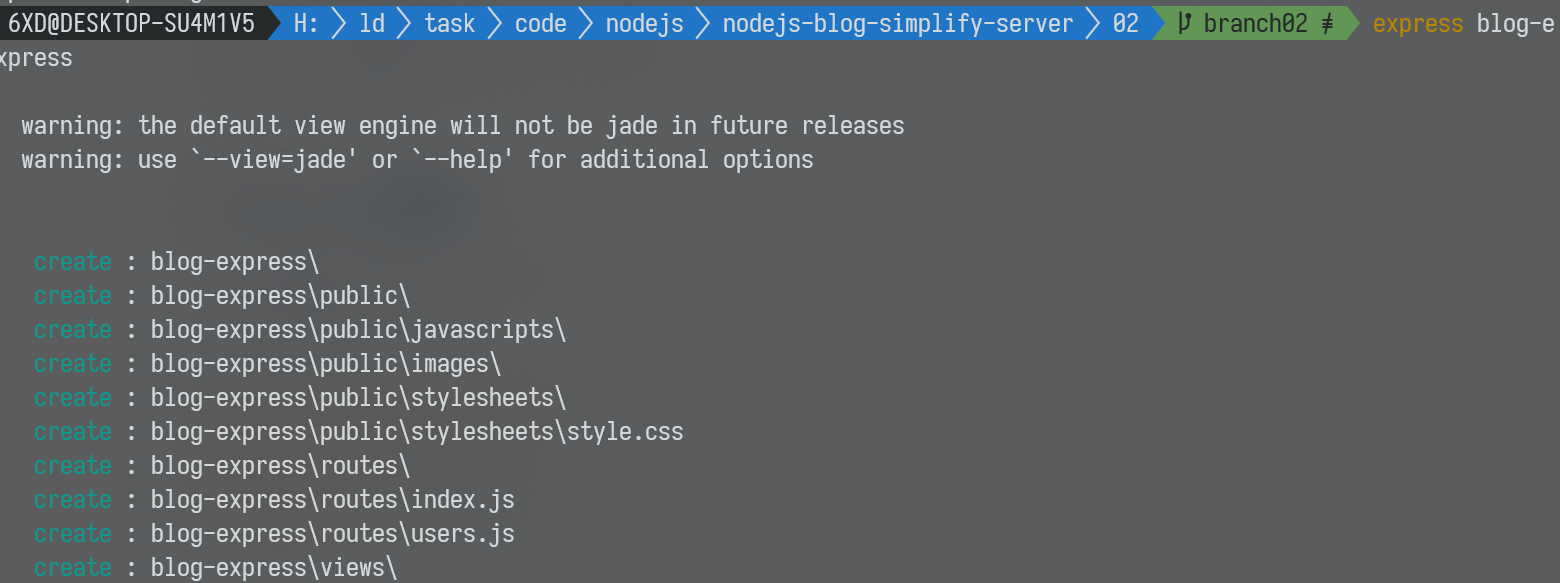 6XD@DESKTOP-SU4M1V5 H: ld task code nodejs nodejs-blog-simplify-server 02 branch02 ≢ express blog-e
xpress
warning: the default view engine will not be jade in future releases
warning: use `--view=jade' or `--help' for additional options
create : blog-express\
create : blog-express\public\
create : blog-express\public\javascripts\
create : blog-express\public\images\
create : blog-express\public\stylesheets\
create : blog-express\public\stylesheets\style.css
create : blog-express\routes\
create : blog-express\routes\index.js
create : blog-express\routes\users.js
create : blog-express\views\